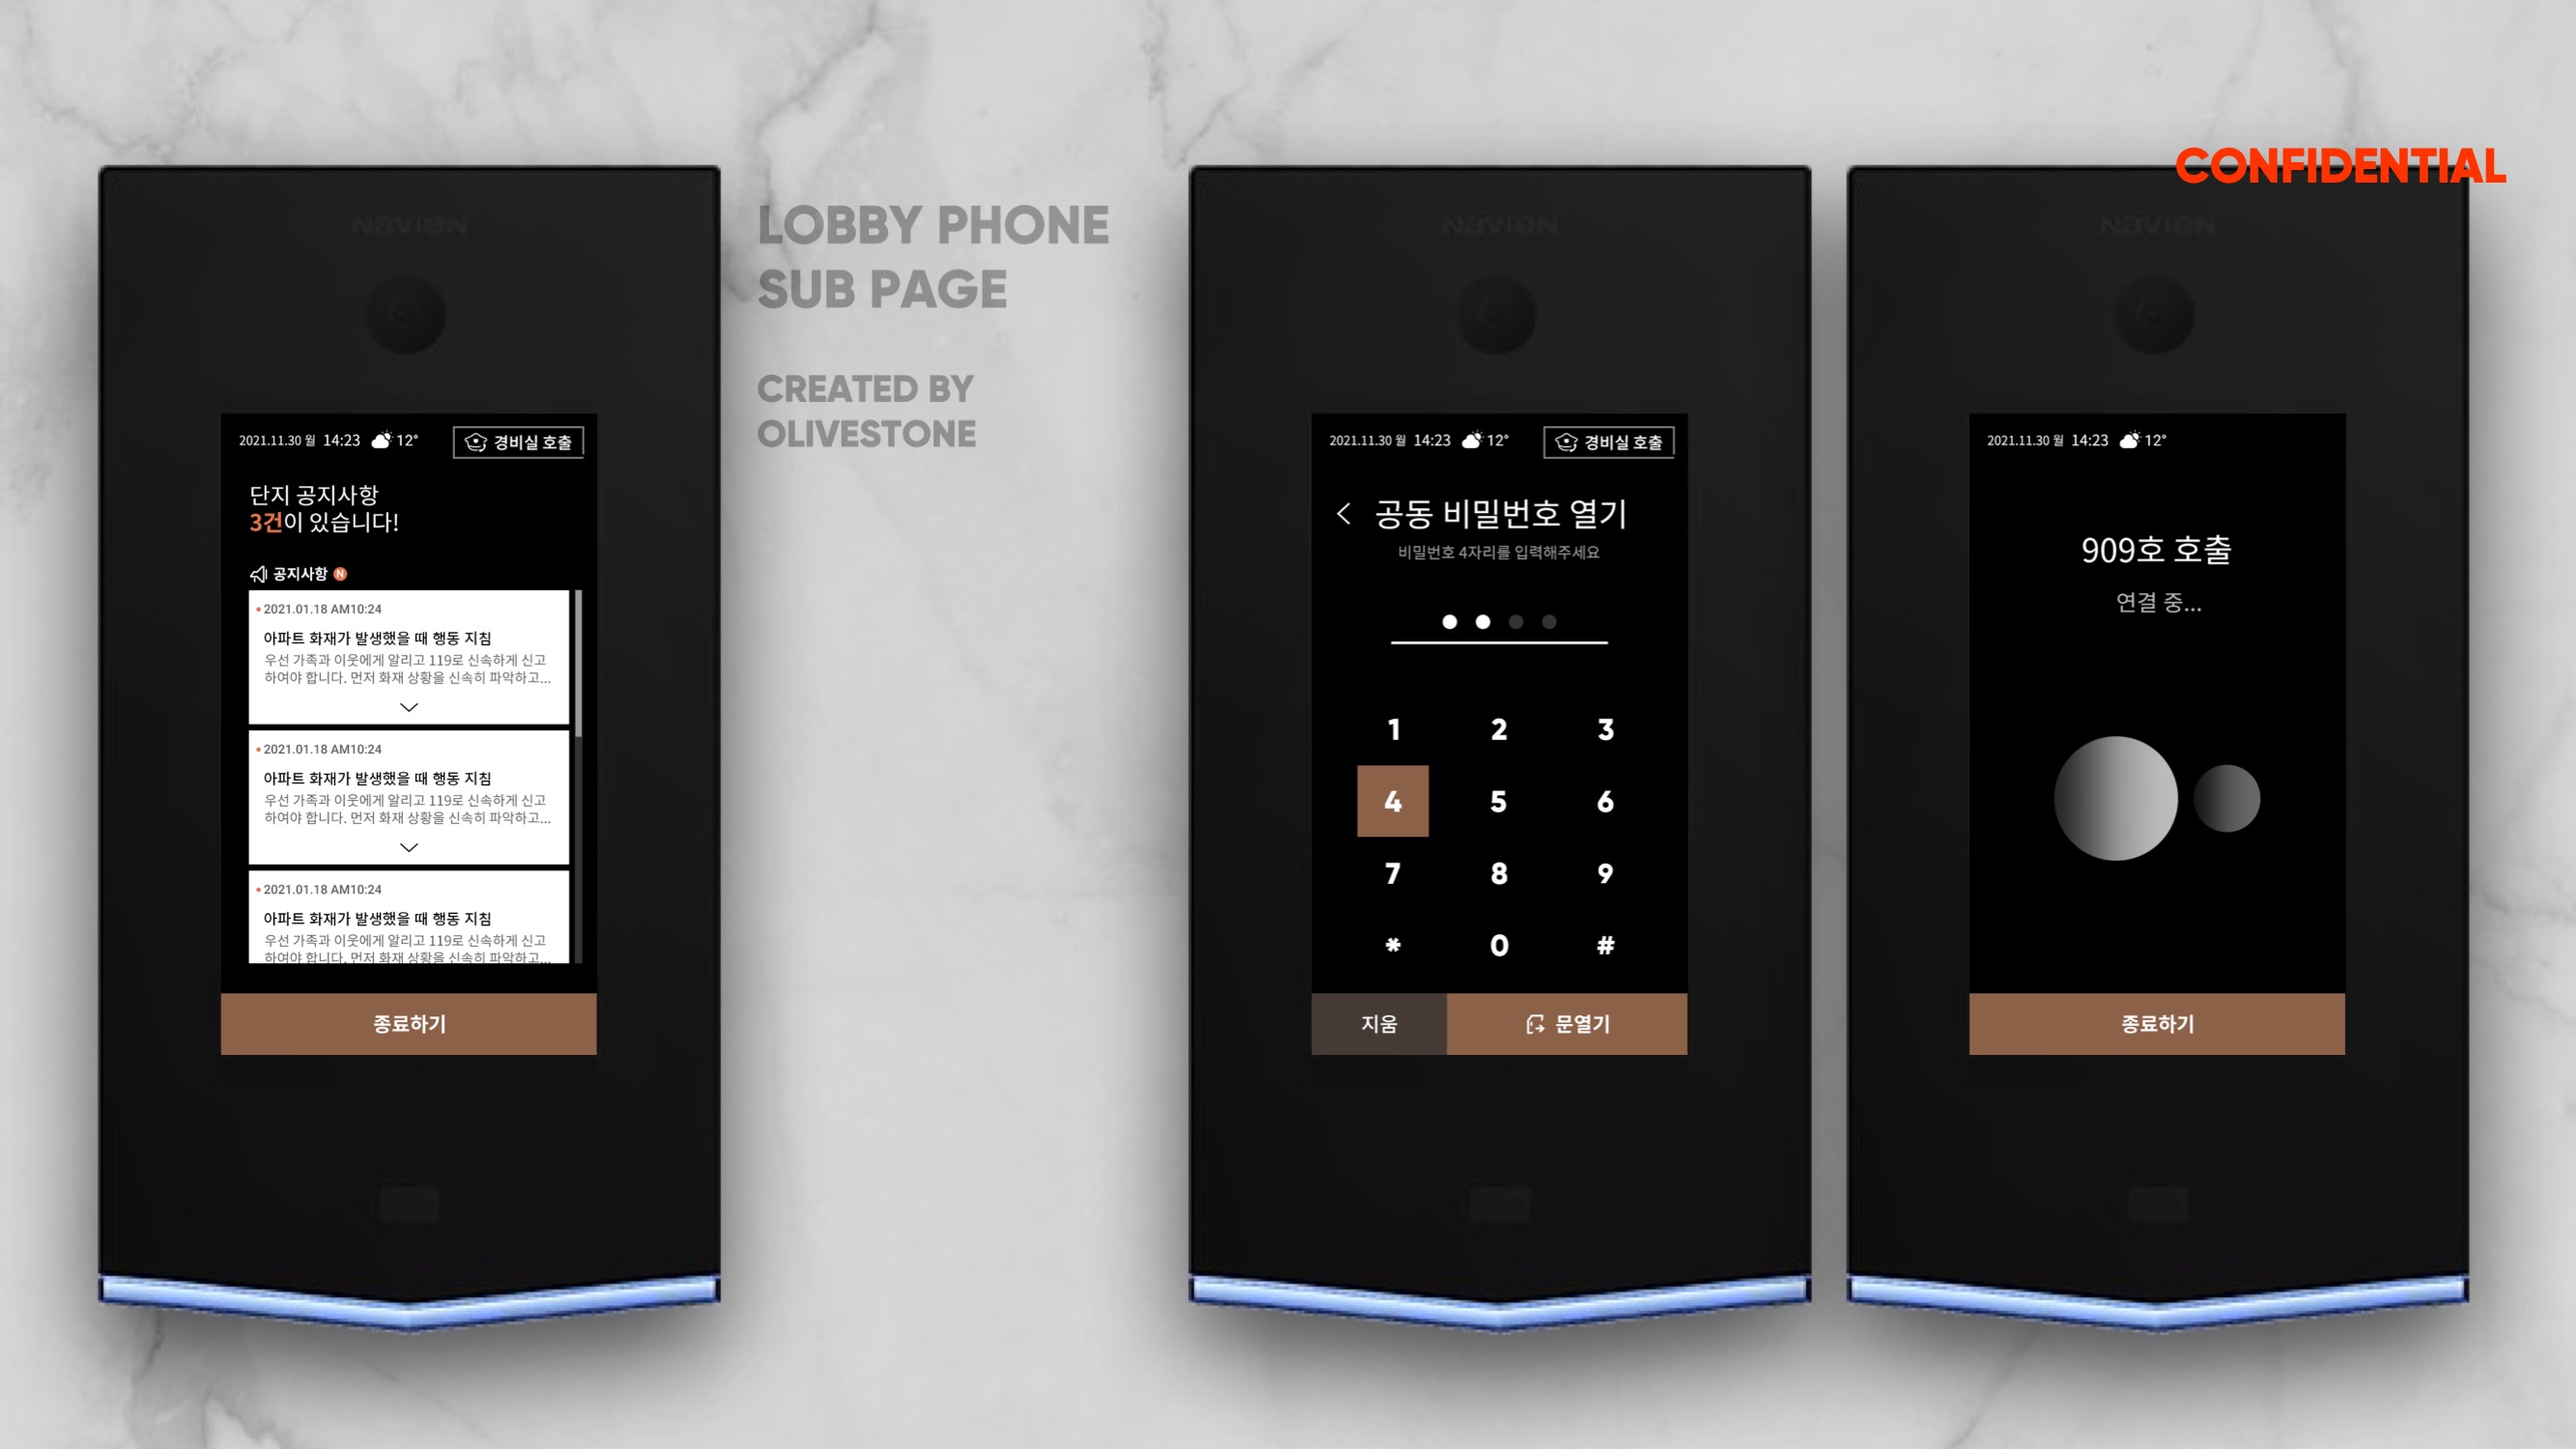 CONFIDENTIAL
LOBBY PHONE
SUB PAGE
CREATED BY
OLIVESTONE
NAVIEN
2021.11.30 월 14:23 12°
경비실 호출
단지 공지사항
3건이 있습니다!
공지사항 N
2021.01.18 AM10:24
아파트 화재가 발생했을 때 행동 지침
우선 가족과 이웃에게 알리고 119로 신속하게 신고
하여야 합니다. 먼저 화재 상황을 신속히 파악하고...
2021.01.18 AM10:24
아파트 화재가 발생했을 때 행동 지침
우선 가족과 이웃에게 알리고 119로 신속하게 신고
하여야 합니다. 먼저 화재 상황을 신속히 파악하고...
2021.01.18 AM10:24
아파트 화재가 발생했을 때 행동 지침
우선 가족과 이웃에게 알리고 119로 신속하게 신고
하여야 합니다. 먼저 화재 상황을 신속히 파악하고...
종료하기
NAVIEN
2021.11.30 월 14:23 12°
경비실 호출
공동 비밀번호 열기
비밀번호 4자리를 입력해주세요
1 2 3
4 5 6
7 8 9
* 0 #
지움 문열기
NAVIEN
2021.11.30 월 14:23 12°
909호 호출
연결 중...
종료하기